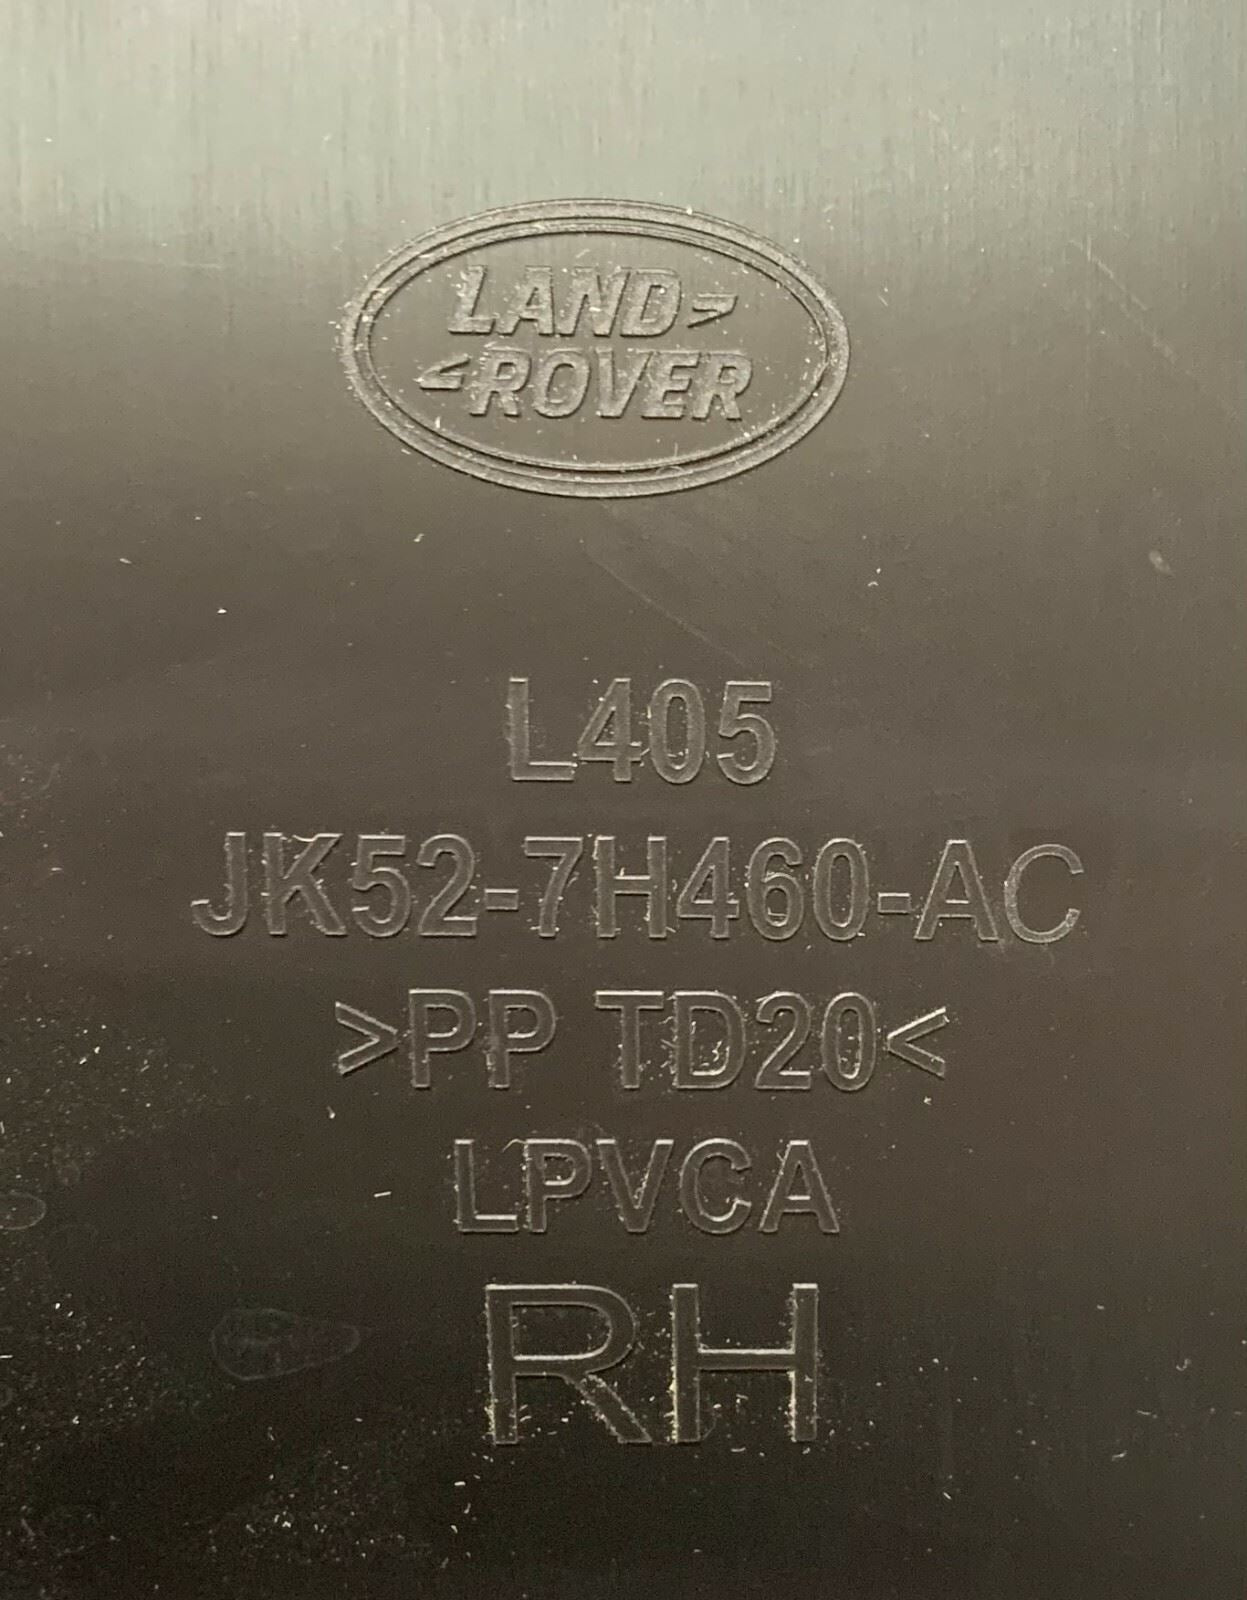 LAND
ROVER
L405
JK52-7H460-AC
>PP TD20<
LPVCA
RH